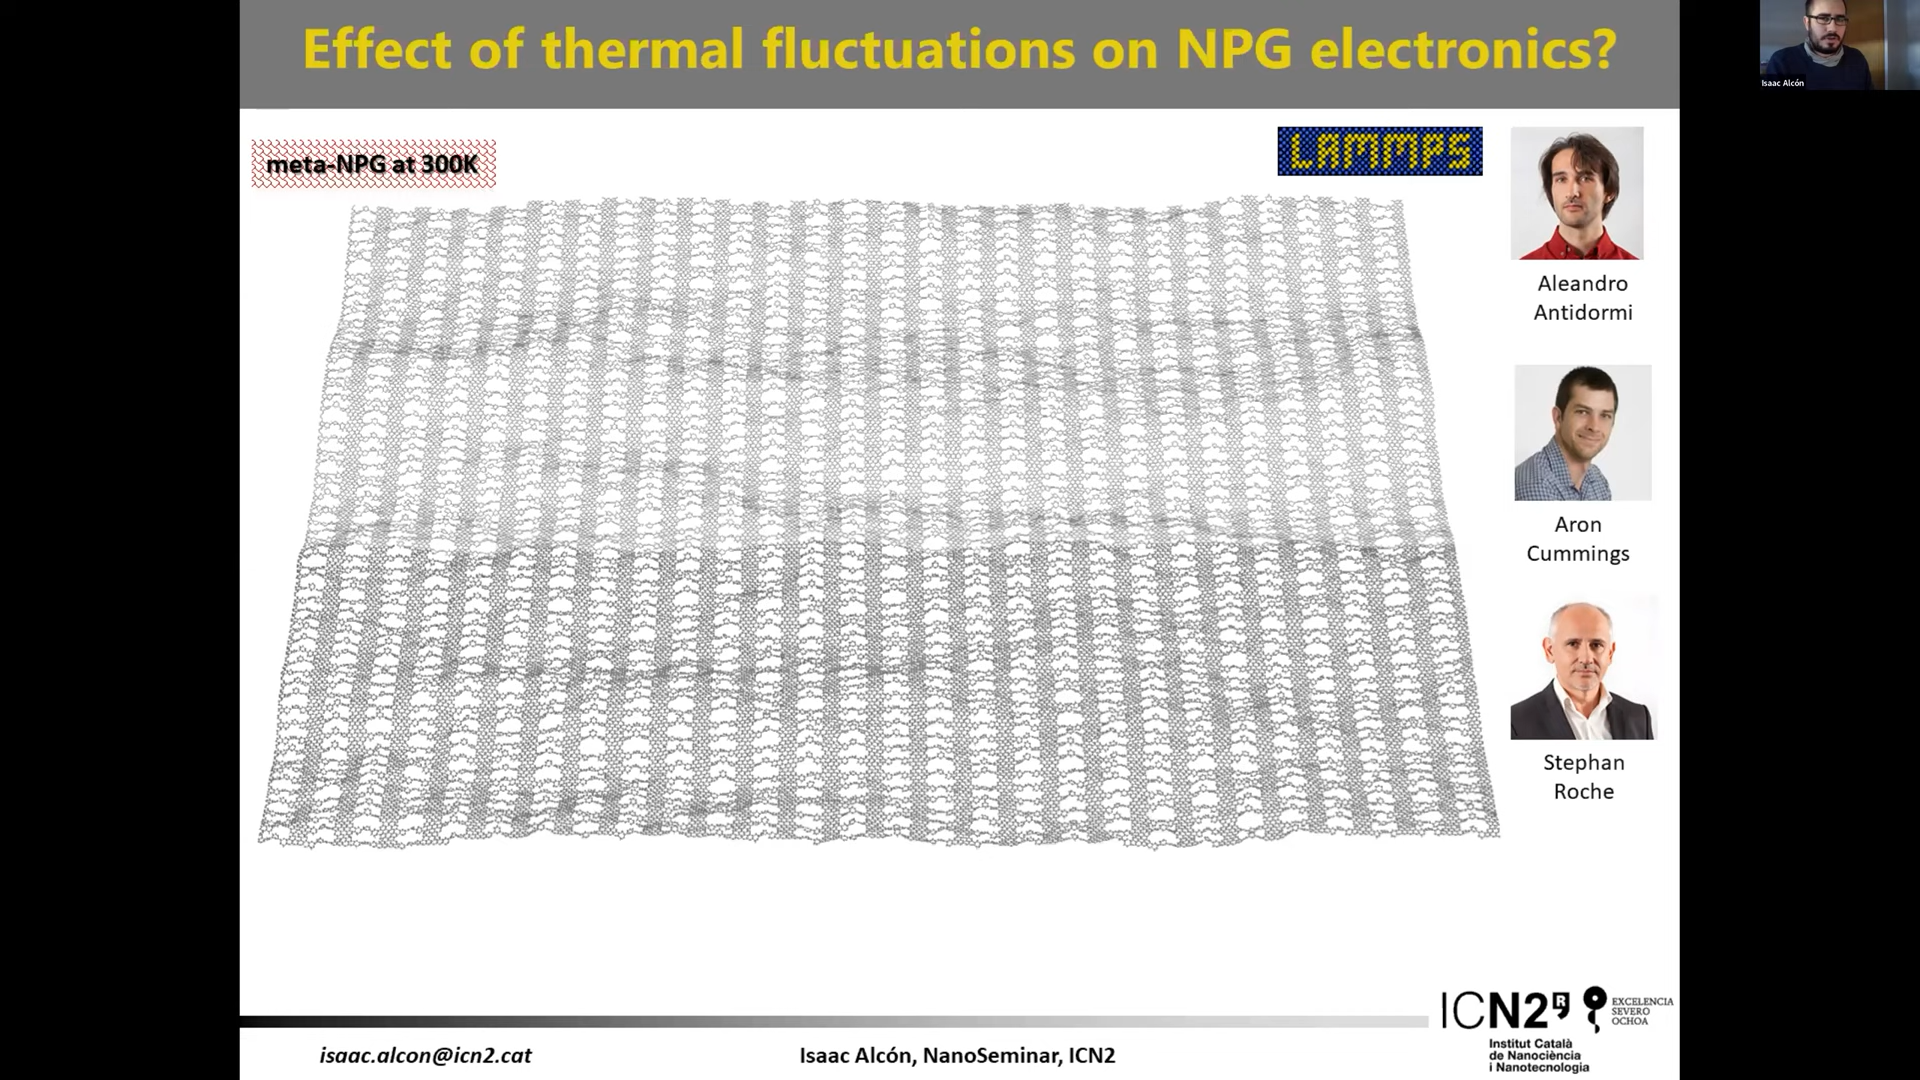 Effect of thermal fluctuations on NPG electronics?
Isaac Alcón
meta-NPG at 300K
LAMMPS
Aleandro
Antidormi
Aron
Cummings
Stephan
Roche
ICN2
EXCELENCIA
SEVERO
OCHOA
Institut Català
de Nanociència
i Nanotecnologia
isaac.alcon@icn2.cat
Isaac Alcón, NanoSeminar, ICN2